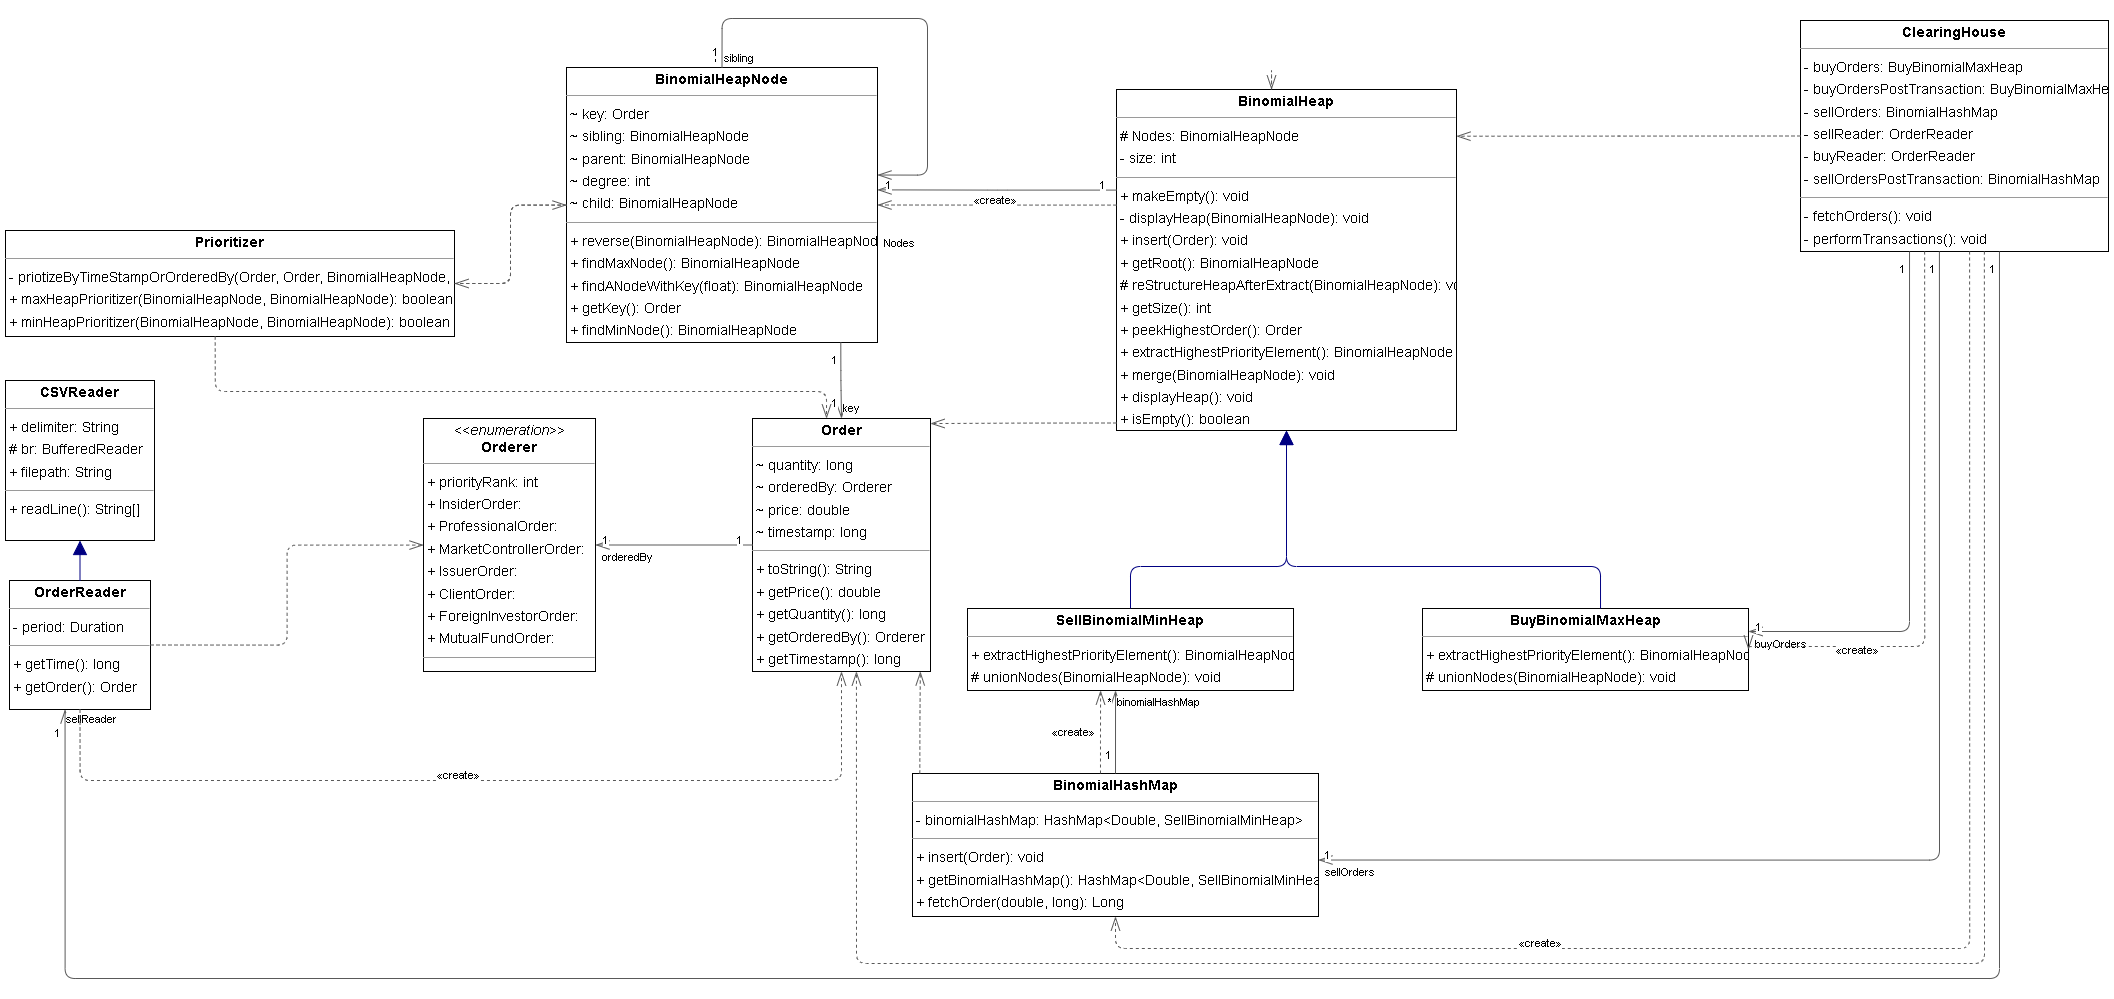 1
sibling
BinomialHeapNode
~ key: Order
~ sibling: BinomialHeapNode
~ parent: BinomialHeapNode
~ degree: int
~ child: BinomialHeapNode
+ reverse(BinomialHeapNode): BinomialHeapNod
+ findMaxNode(): BinomialHeapNode
+ findANodeWithKey(float): BinomialHeapNode
+ getKey(): Order
+ findMinNode(): BinomialHeapNode
1
1
«create»
Nodes
BinomialHeap
# Nodes: BinomialHeapNode
- size: int
+ makeEmpty(): void
- displayHeap(BinomialHeapNode): void
+ insert(Order): void
+ getRoot(): BinomialHeapNode
# reStructureHeapAfterExtract(BinomialHeapNode): vo
+ getSize(): int
+ peekHighestOrder(): Order
+ extractHighestPriorityElement(): BinomialHeapNode
+ merge(BinomialHeapNode): void
+ displayHeap(): void
+ isEmpty(): boolean
ClearingHouse
- buyOrders: BuyBinomialMaxHeap
- buyOrdersPostTransaction: BuyBinomialMaxHe
- sellOrders: BinomialHashMap
- sellReader: OrderReader
- buyReader: OrderReader
- sellOrdersPostTransaction: BinomialHashMap
- fetchOrders(): void
- performTransactions(): void
1
1
1
Prioritizer
- priotizeByTimeStampOrOrderedBy(Order, Order, BinomialHeapNode,
+ maxHeapPrioritizer(BinomialHeapNode, BinomialHeapNode): boolean
+ minHeapPrioritizer(BinomialHeapNode, BinomialHeapNode): boolean
1
1
key
CSVReader
+ delimiter: String
# br: BufferedReader
+ filepath: String
+ readLine(): String[]
<<enumeration>>
Orderer
+ priorityRank: int
+ InsiderOrder:
+ ProfessionalOrder:
+ MarketControllerOrder:
+ IssuerOrder:
+ ClientOrder:
+ ForeignInvestorOrder:
+ MutualFundOrder:
1
1
orderedBy
Order
~ quantity: long
~ orderedBy: Orderer
~ price: double
~ timestamp: long
+ toString(): String
+ getPrice(): double
+ getQuantity(): long
+ getOrderedBy(): Orderer
+ getTimestamp(): long
OrderReader
- period: Duration
+ getTime(): long
+ getOrder(): Order
sellReader
1
«create»
SellBinomialMinHeap
+ extractHighestPriorityElement(): BinomialHeapNod
# unionNodes(BinomialHeapNode): void
BuyBinomialMaxHeap
+ extractHighestPriorityElement(): BinomialHeapNod
# unionNodes(BinomialHeapNode): void
1
buyOrders
«create»
*
binomialHashMap
«create»
1
BinomialHashMap
- binomialHashMap: HashMap<Double, SellBinomialMinHeap>
+ insert(Order): void
+ getBinomialHashMap(): HashMap<Double, SellBinomialMinHea
+ fetchOrder(double, long): Long
1
sellOrders
«create»